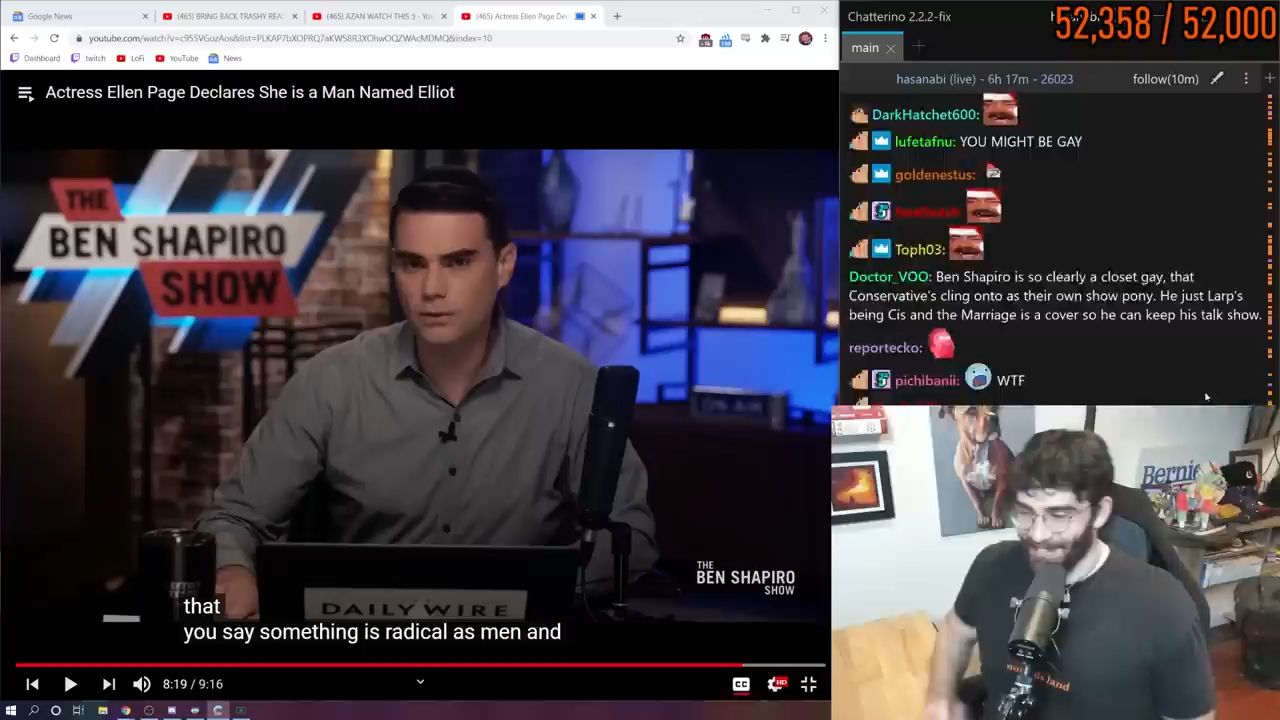 Google News
(465) BRING BACK TRASHY REA
(465) AZAN WATCH THIS :) - Yo
(465) Actress Ellen Page De
youtube.com/watch?v=c955VGozAos&list=PLKAP7bXOPRQ7aKW58R3XOhwOQZWAcMDMQ&index=10
Dashboard
twitch
LoFi
YouTube
News
Actress Ellen Page Declares She is a Man Named Elliot
THE
BEN SHAPIRO
SHOW
ON AIR
THE
BEN SHAPIRO
SHOW
DAILY WIRE
that
you say something is radical as men and
8:19 / 9:16
CC
HD
Chatterino 2.2.2-fix
52,358 / 52,000
main
hasanabi (live) - 6h 17m - 26023
follow(10m)
DarkHatchet600:
lufetafnu: YOU MIGHT BE GAY
goldenestus:
Toph03:
Doctor_VOO: Ben Shapiro is so clearly a closet gay, that
Conservative's cling onto as their own show pony. He just Larp's
being Cis and the Marriage is a cover so he can keep his talk show.
reportecko:
pichibanii: WTF
Bernie